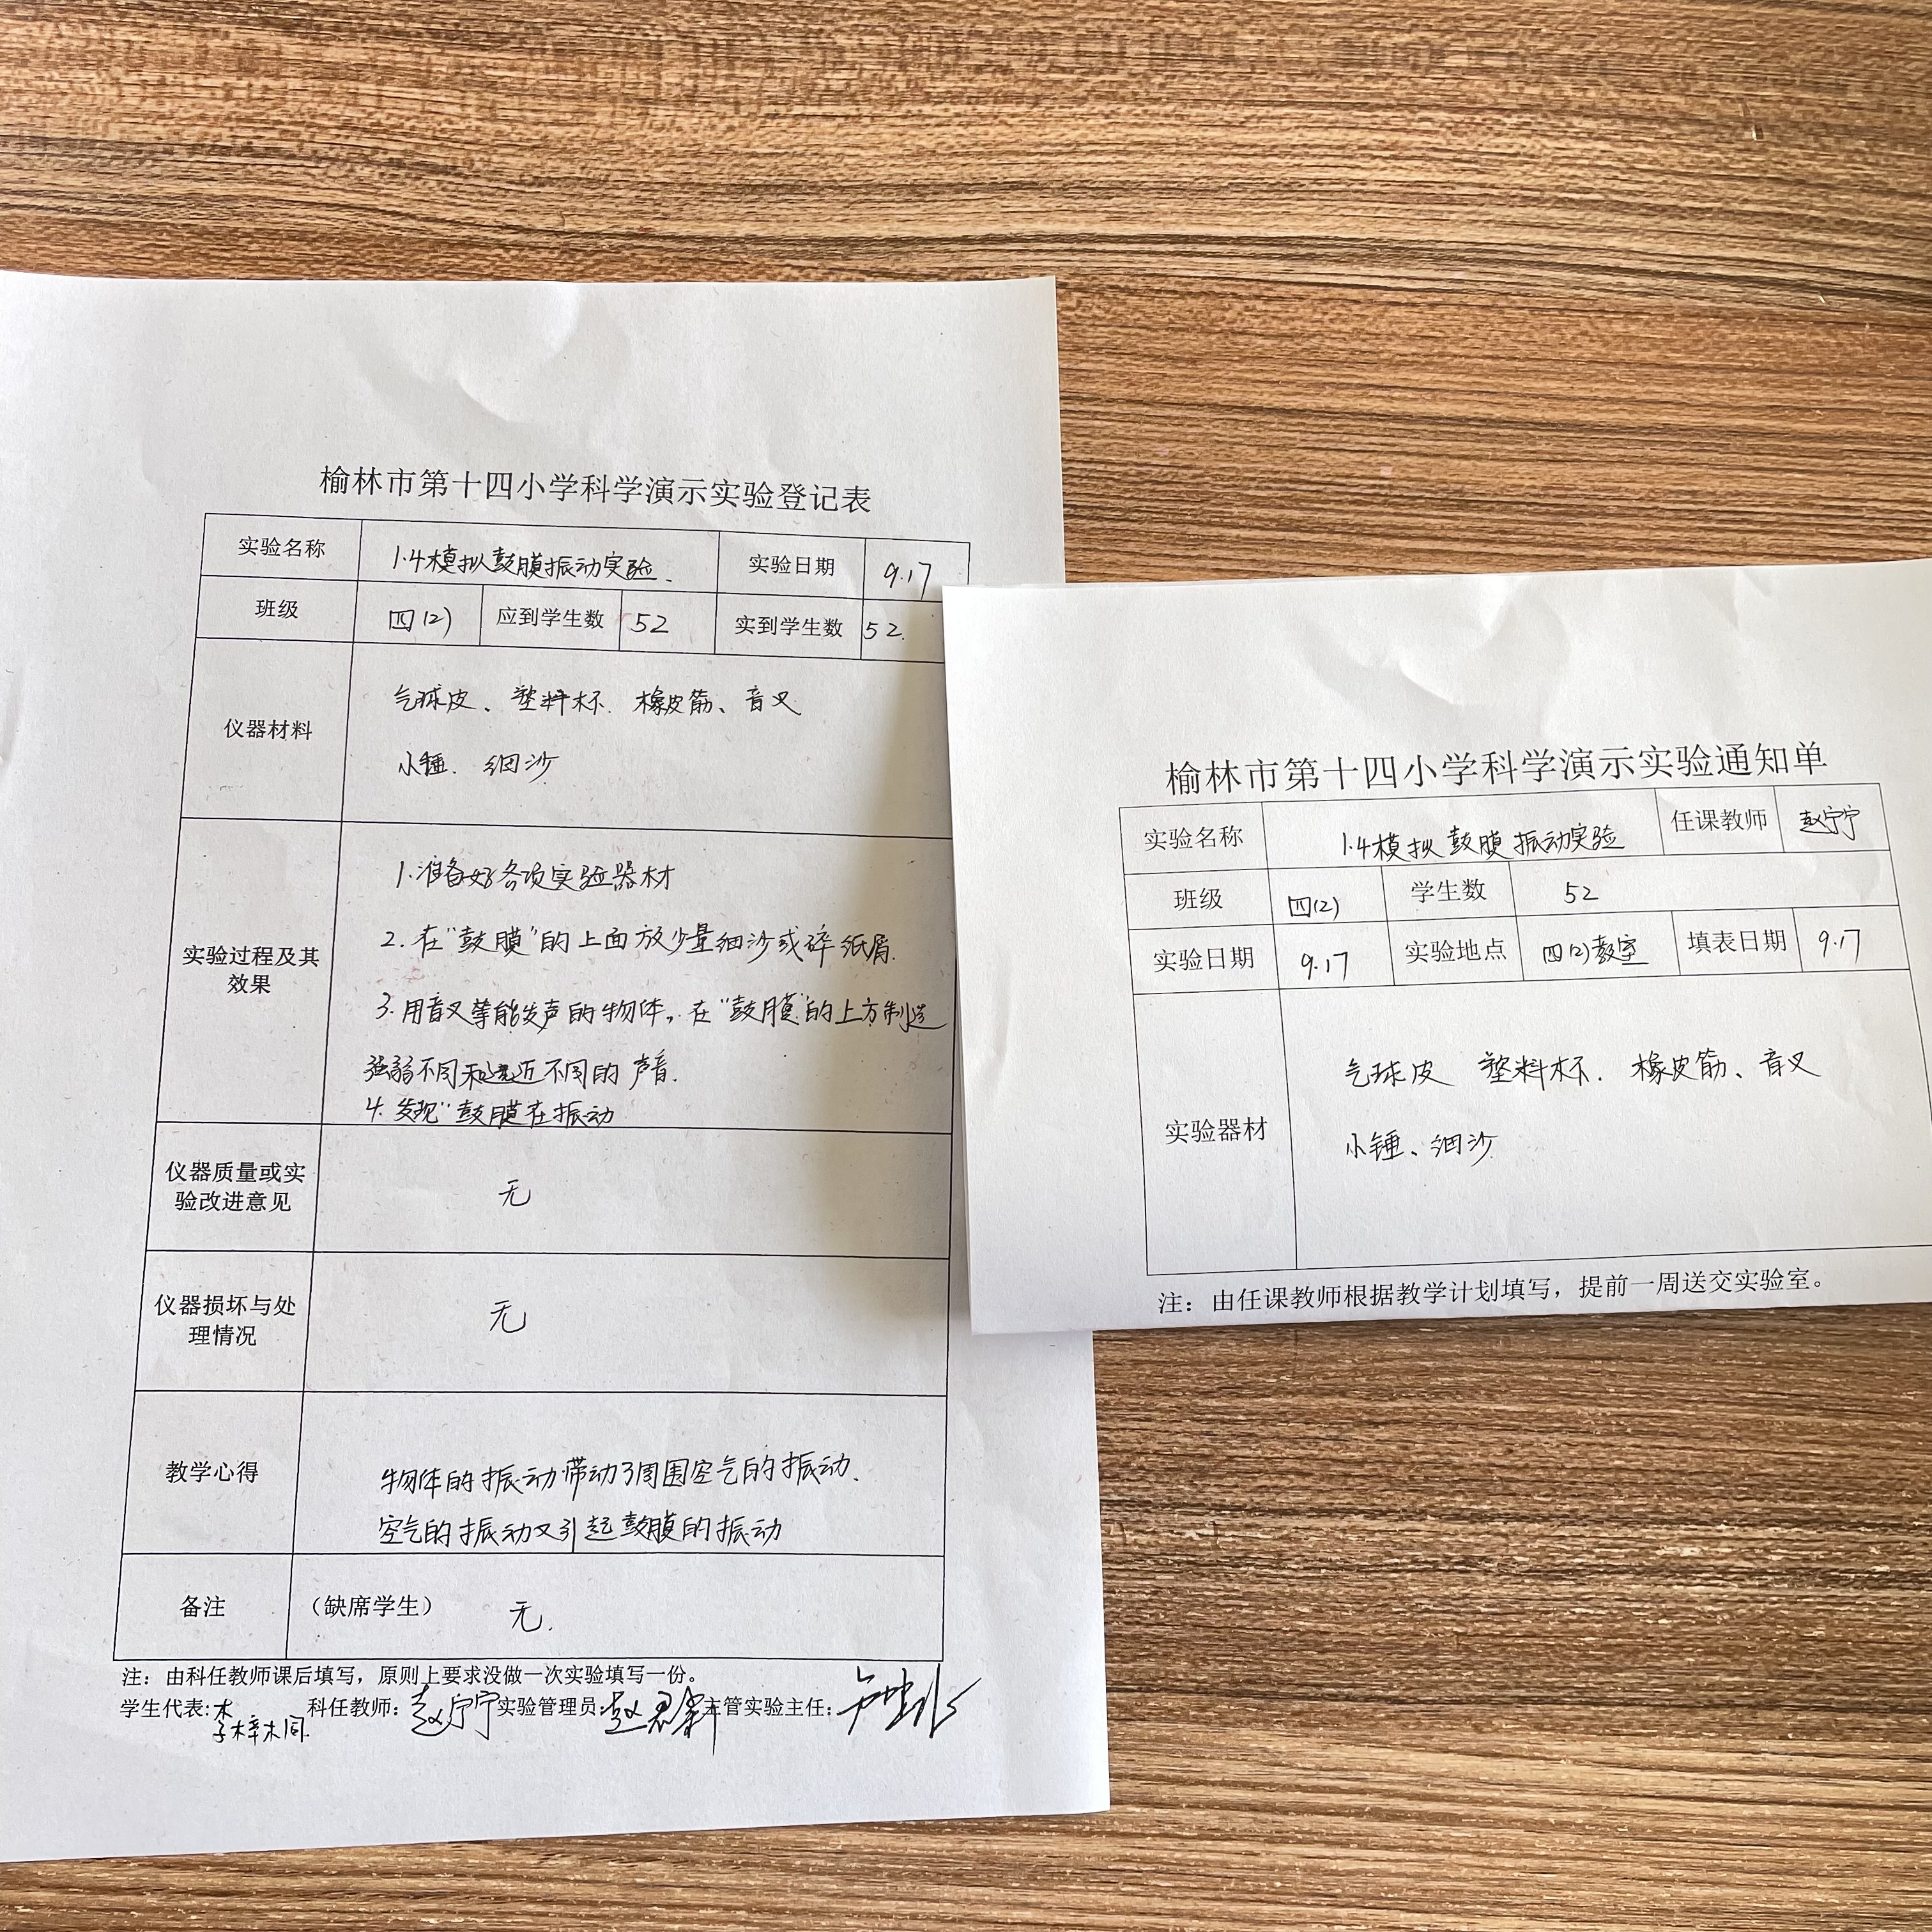 榆林市第十四小学科学演示实验登记表
实验名称 1.4模拟鼓膜振动实验. 实验日期 9.17
班级 四(2) 应到学生数 52 实到学生数 52.
仪器材料
气球皮、塑料杯. 橡皮筋、音叉
小锤. 细沙
实验过程及其
效果
1.准备好各项实验器材
2.在“鼓膜”的上面放少量细沙或碎纸屑.
3.用音叉等能发声的物体,在“鼓膜”的上方制造
强弱不同和远近不同的声音.
4.发现“鼓膜在振动
仪器质量或实
验改进意见
无
仪器损坏与处
理情况
无
教学心得
物体的振动带动了周围空气的振动、
空气的振动又引起鼓膜的振动
备注 （缺席学生） 无.
注：由科任教师课后填写，原则上要求没做一次实验填写一份。
学生代表: 科任教师：赵宁宁 实验管理员: 主管实验主任:
榆林市第十四小学科学演示实验通知单
实验名称 1.4模拟鼓膜振动实验 任课教师 赵宁宁
班级 四(2) 学生数 52
实验日期 9.17 实验地点 四(2)教室 填表日期 9.17
实验器材
气球皮 塑料杯. 橡皮筋、音叉
小锤、细沙
注：由任课教师根据教学计划填写，提前一周送交实验室。